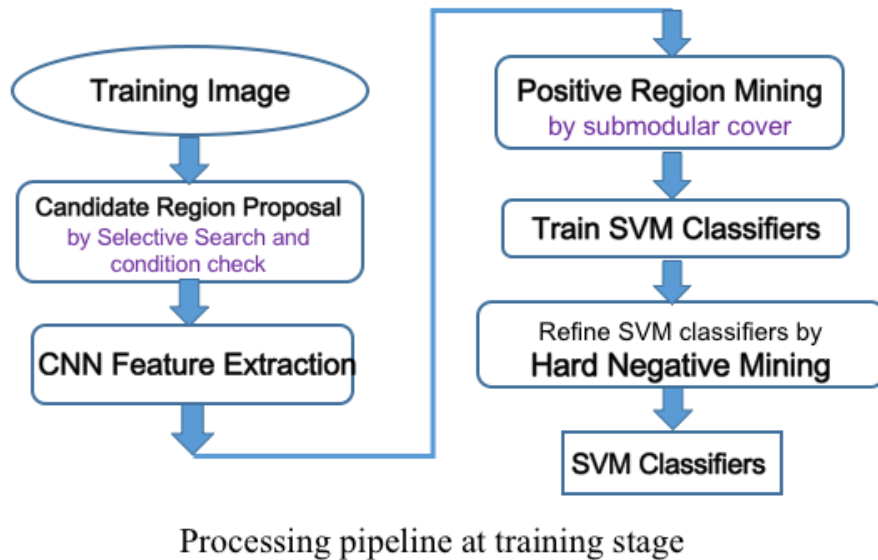 Training Image
Candidate Region Proposal
by Selective Search and
condition check
CNN Feature Extraction
Positive Region Mining
by submodular cover
Train SVM Classifiers
Refine SVM classifiers by
Hard Negative Mining
SVM Classifiers
Processing pipeline at training stage